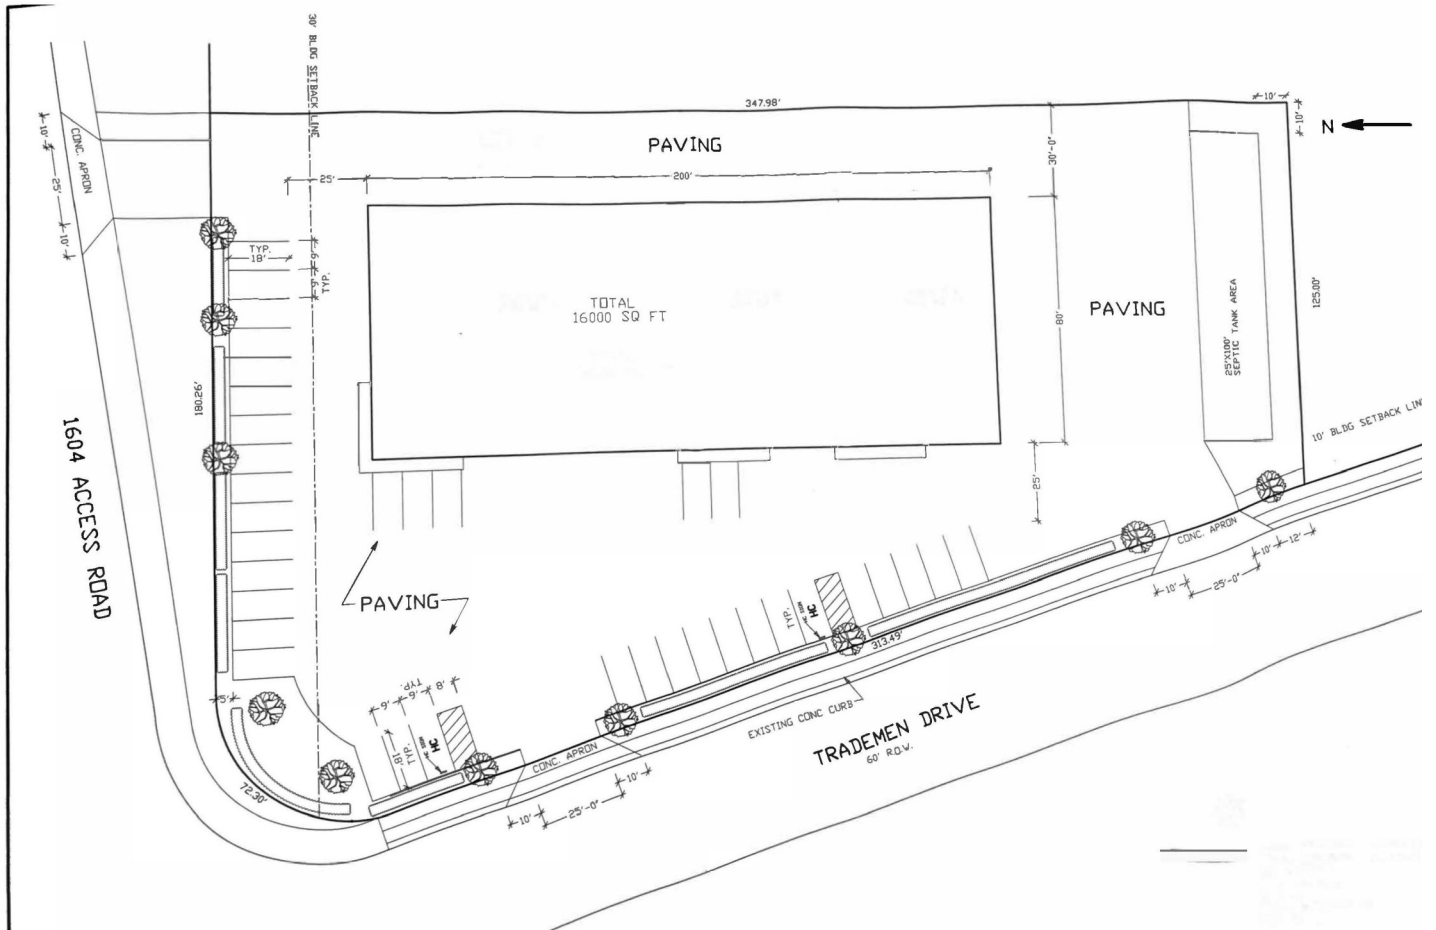 30' BLDG SETBACK LINE
347.98'
10'
10'
N
PAVING
30'-0"
10'
CONC. APRON
25'
10'
25'
200'
TYP.
18'
9'
9'
TYP.
TOTAL
16000 SQ FT
PAVING
80'
25'X100'
SEPTIC TANK AREA
125.00'
180.26'
1604 ACCESS ROAD
10' BLDG SETBACK LINE
25'
PAVING
CONC. APRON
10'
12'
10'
25'-0"
HC
TYP.
313.49'
5'
9'
9'
TYP.
8'
18'
TYP.
HC
EXISTING CONC CURB
TRADEMEN DRIVE
60' R.O.W.
CONC. APRON
10'
10'
25'-0"
72.30'